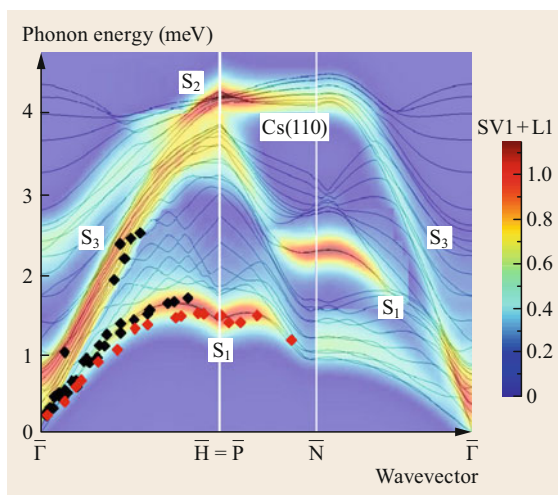 Phonon energy (meV)
S₂
4
Cs(110)
SV1 + L1
1.0
3
0.8
S₃
S₃
0.6
2
S₁
0.4
1
S₁
0.2
0
0
Γ̅
H̅ = P̅
N̅
Γ̅
Wavevector